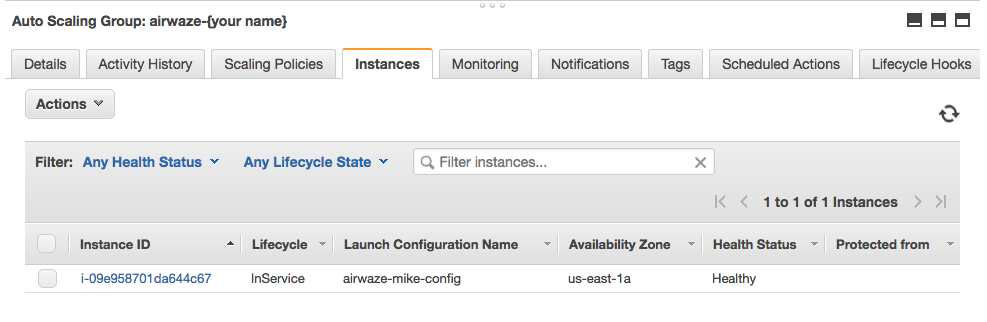 Auto Scaling Group: airwaze-{your name}
Details Activity History Scaling Policies Instances Monitoring Notifications Tags Scheduled Actions Lifecycle Hooks
Actions
Filter: Any Health Status Any Lifecycle State Filter instances...
1 to 1 of 1 Instances
Instance ID Lifecycle Launch Configuration Name Availability Zone Health Status Protected from
i-09e958701da644c67 InService airwaze-mike-config us-east-1a Healthy